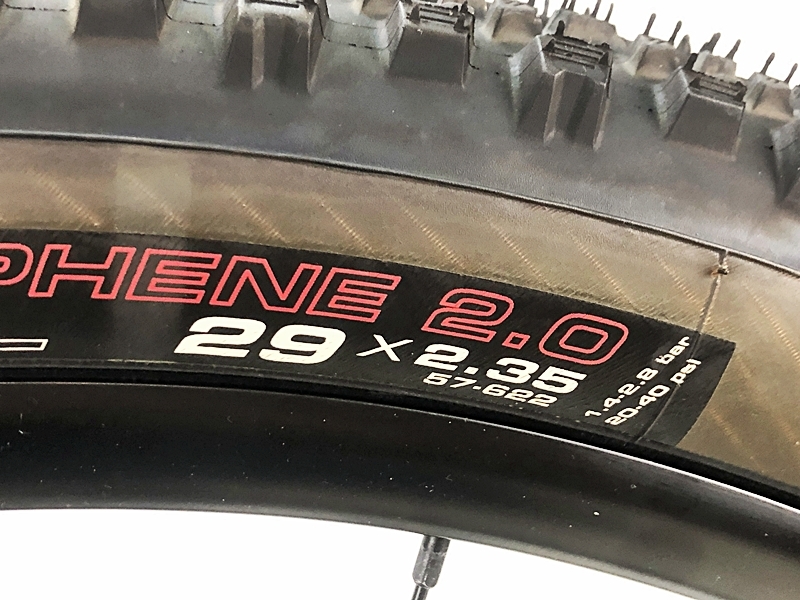 PHENE 2.0
29 x 2.35
57-622
1.4-2.8 bar
20-40 psi